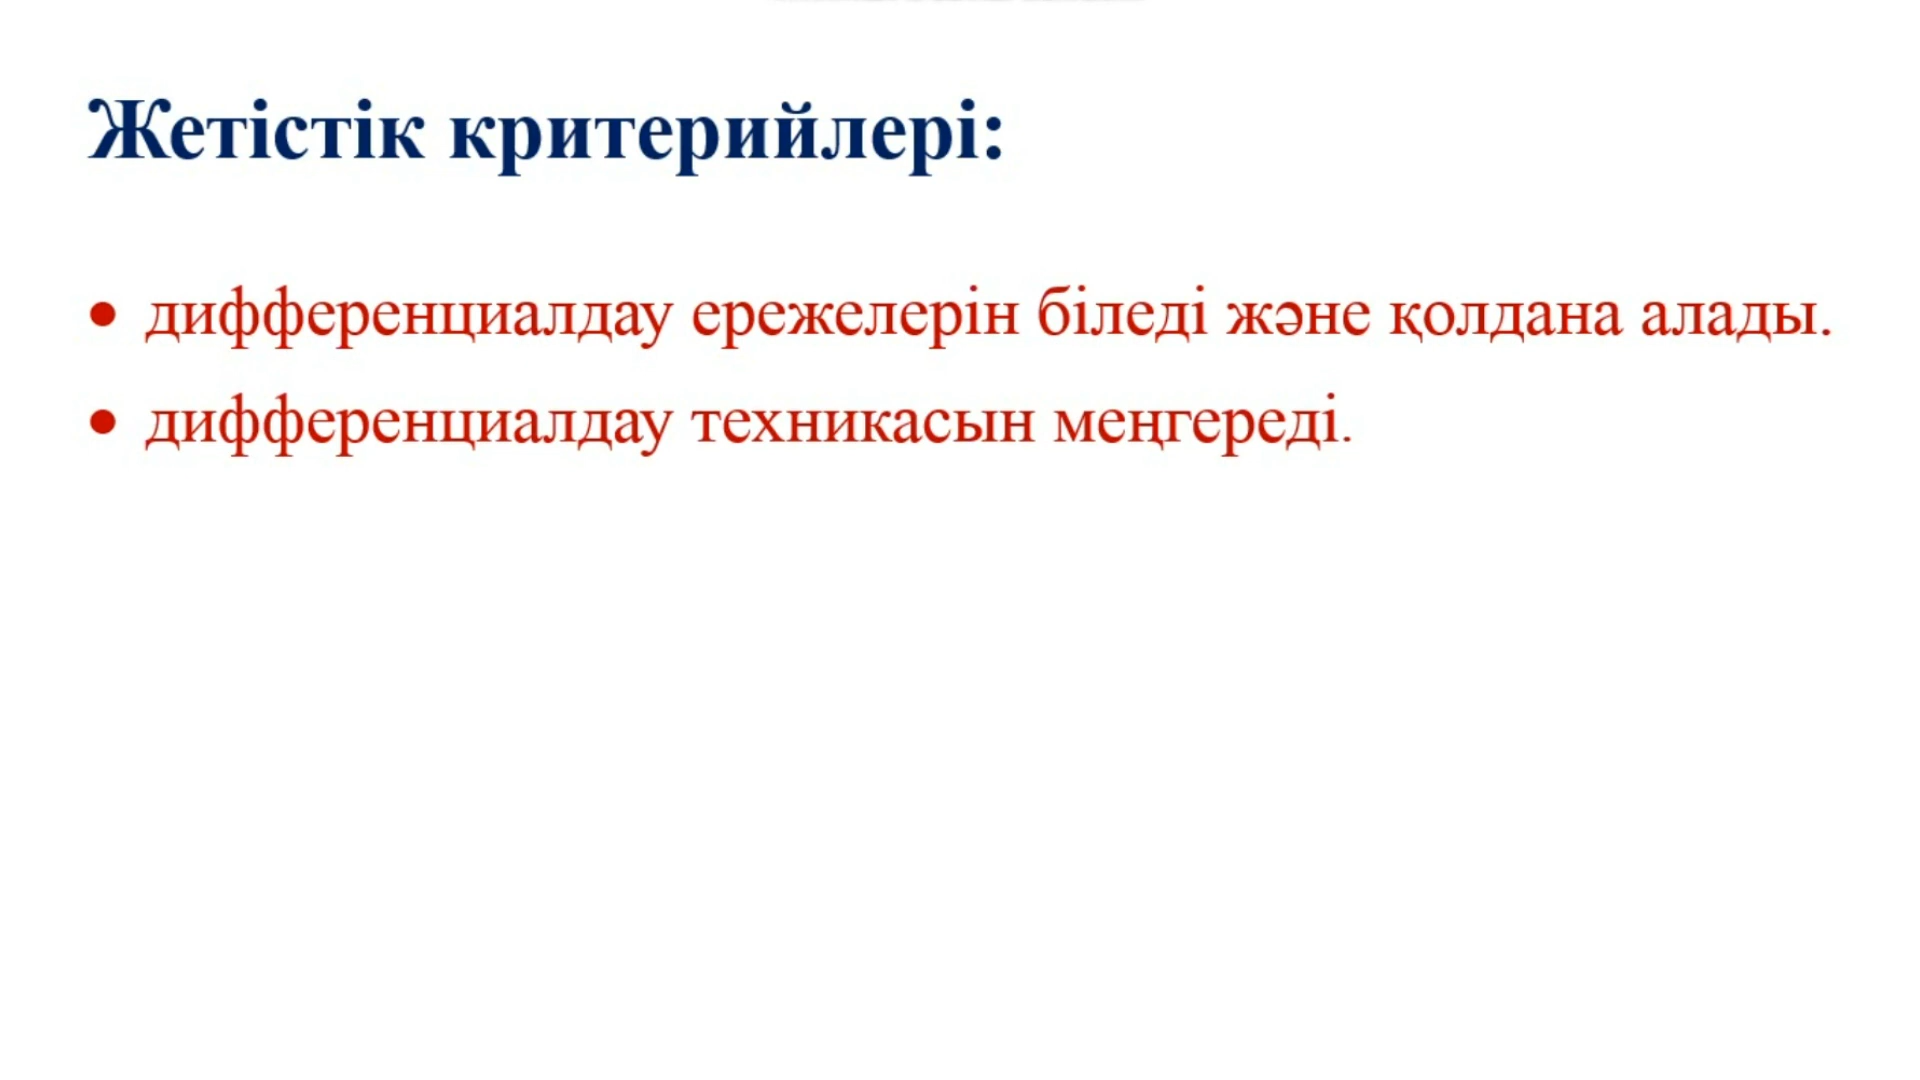 Жетістік критерийлері:
• дифференциалдау ережелерін біледі және қолдана алады.
• дифференциалдау техникасын меңгереді.